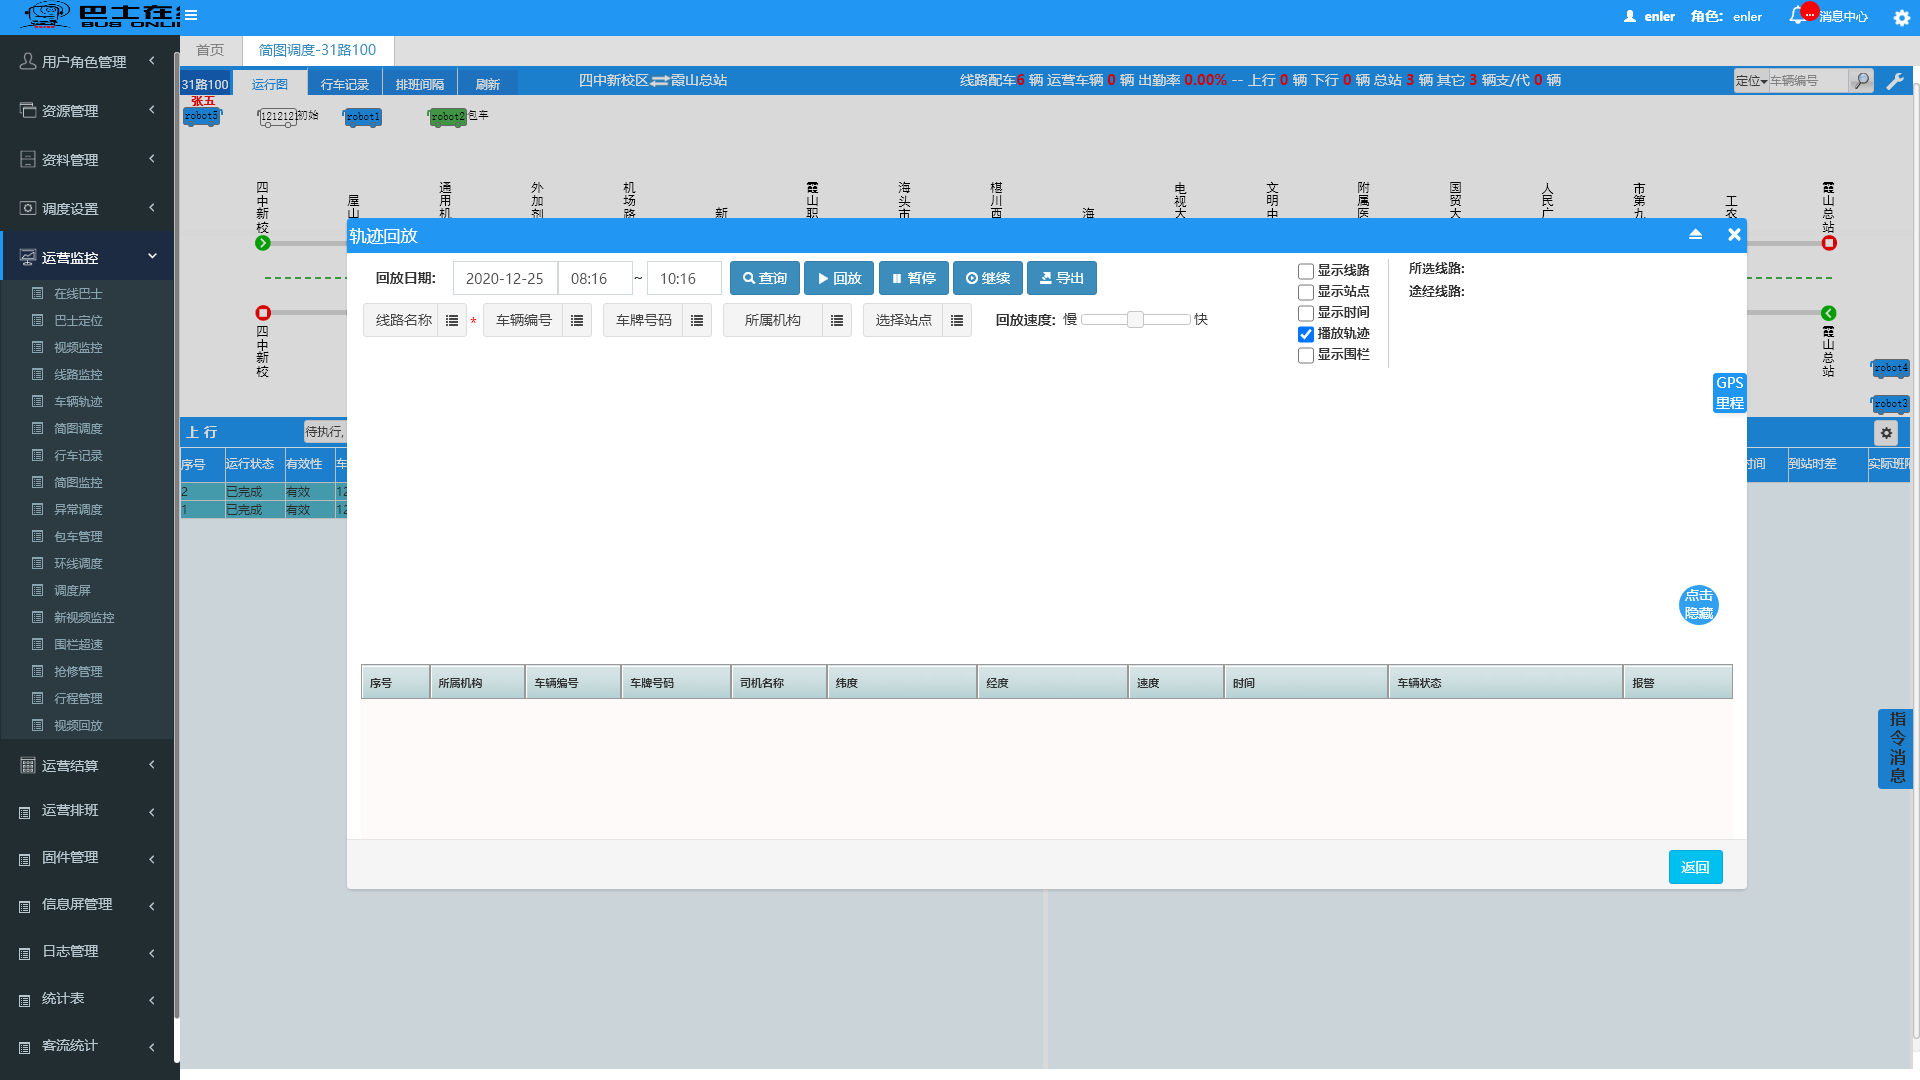 巴士在线
BUS ONLI
enler 角色: enler
... 消息中心
首页
简图调度-31路100
用户角色管理
资源管理
资料管理
调度设置
运营监控
在线巴士
巴士定位
视频监控
线路监控
车辆轨迹
简图调度
行车记录
简图监控
异常调度
包车管理
环线调度
调度屏
新视频监控
围栏超速
抢修管理
行程管理
视频回放
运营结算
运营排班
固件管理
信息屏管理
日志管理
统计表
客流统计
31路100 运行图 行车记录 排班间隔 刷新
四中新校区⇌霞山总站
线路配车6 辆 运营车辆 0 辆 出勤率 0.00% -- 上行 0 辆 下行 0 辆 总站 3 辆 其它 3 辆支/代 0 辆
定位 车辆编号
张五
robot5
1212121 初始
robot1
robot2 包车
四中新校
屋山
通用机
外加剂
机场路
新
霞山职
海头市
椹川西
海
电视大
文明中
附属医
国贸大
人民广
市第九
工农
霞山总站
四中新校
霞山总站
robot4
robot3
上行
待执行,
序号 运行状态 有效性 车
2 已完成 有效 12
1 已完成 有效 12
时间 到站时差 实际班
轨迹回放
回放日期: 2020-12-25 08:16 ~ 10:16 查询 回放 暂停 继续 导出
线路名称 * 车辆编号 车牌号码 所属机构 选择站点 回放速度: 慢 快
显示线路
显示站点
显示时间
播放轨迹
显示围栏
所选线路:
途经线路:
GPS
里程
点击
隐藏
序号 所属机构 车辆编号 车牌号码 司机名称 纬度 经度 速度 时间 车辆状态 报警
返回
指令消息